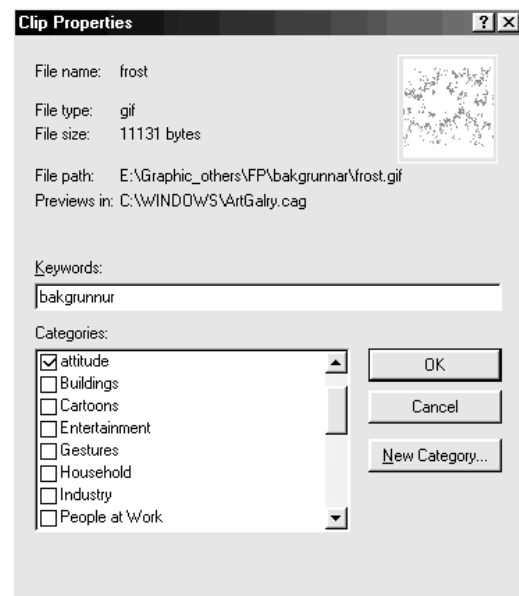 Clip Properties
File name: frost
File type: gif
File size: 11131 bytes
File path: E:\Graphic_others\FP\bakgrunnar\frost.gif
Previews in: C:\WINDOWS\ArtGalry.cag
Keywords:
bakgrunnur
Categories:
attitude
Buildings
Cartoons
Entertainment
Gestures
Household
Industry
People at Work
OK
Cancel
New Category...